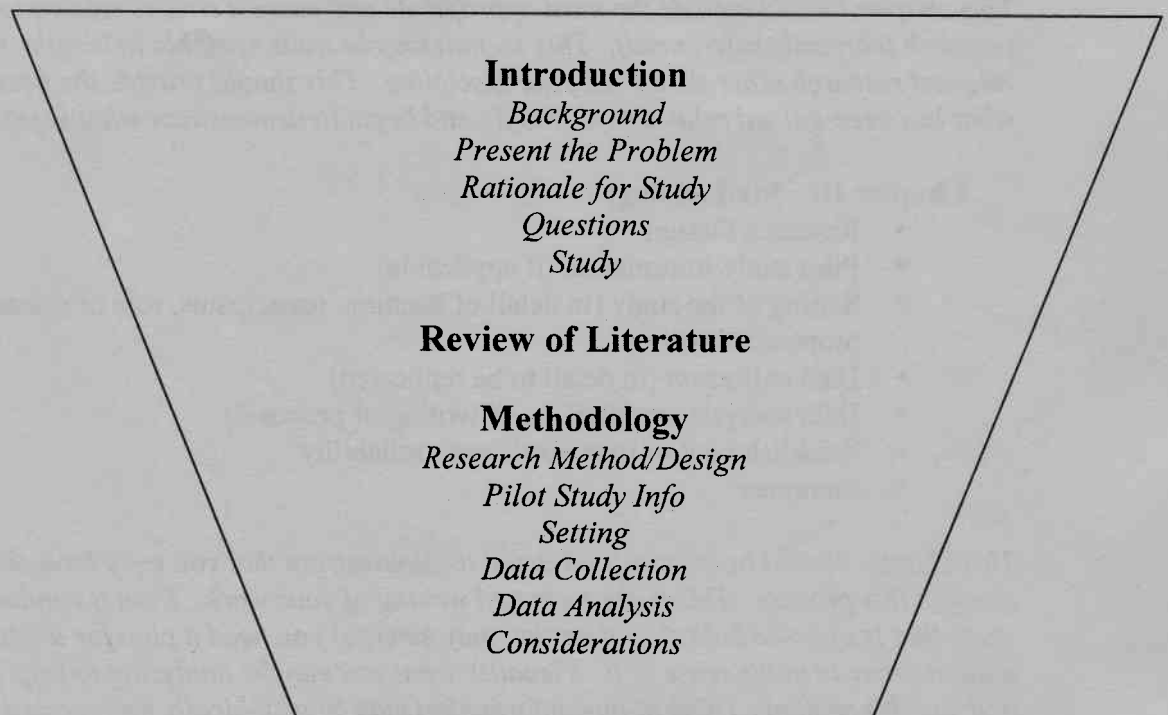 Introduction
Background
Present the Problem
Rationale for Study
Questions
Study
Review of Literature
Methodology
Research Method/Design
Pilot Study Info
Setting
Data Collection
Data Analysis
Considerations